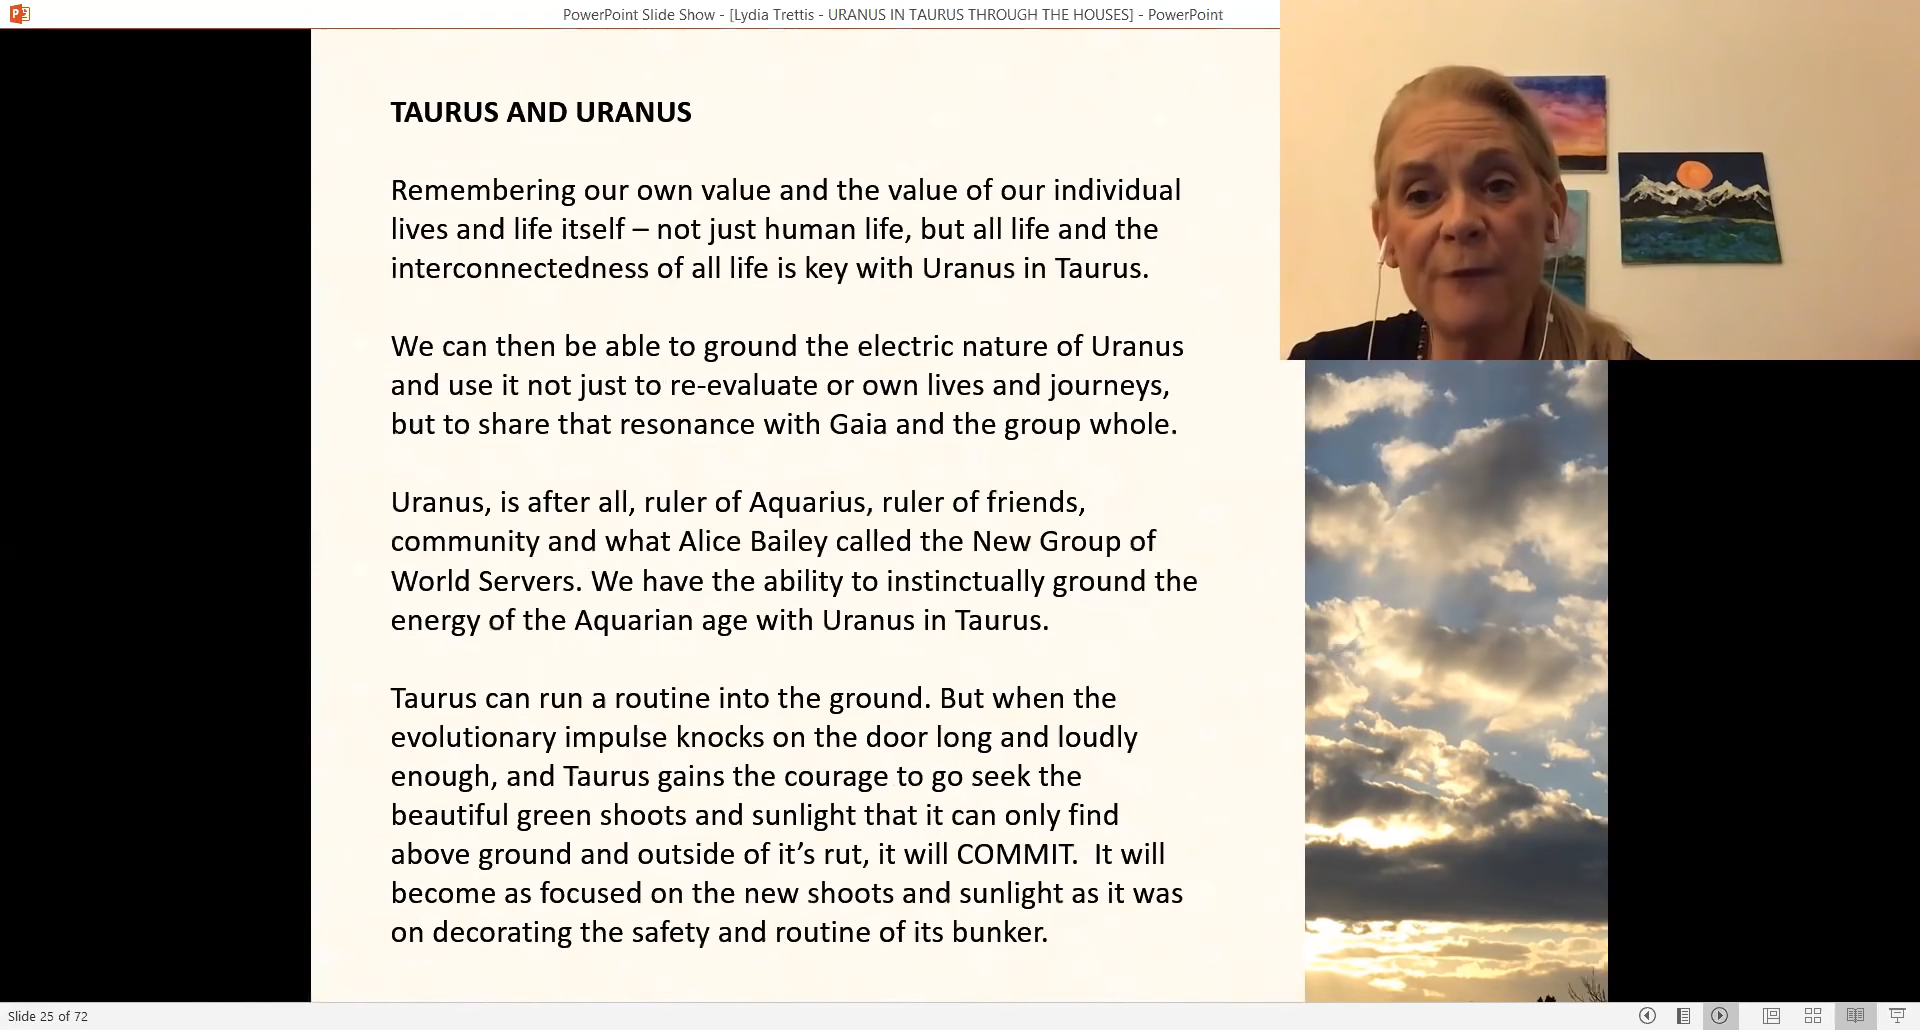 PowerPoint Slide Show - [Lydia Trettis - URANUS IN TAURUS THROUGH THE HOUSES] - PowerPoint
TAURUS AND URANUS
Remembering our own value and the value of our individual
lives and life itself – not just human life, but all life and the
interconnectedness of all life is key with Uranus in Taurus.
We can then be able to ground the electric nature of Uranus
and use it not just to re-evaluate or own lives and journeys,
but to share that resonance with Gaia and the group whole.
Uranus, is after all, ruler of Aquarius, ruler of friends,
community and what Alice Bailey called the New Group of
World Servers. We have the ability to instinctually ground the
energy of the Aquarian age with Uranus in Taurus.
Taurus can run a routine into the ground. But when the
evolutionary impulse knocks on the door long and loudly
enough, and Taurus gains the courage to go seek the
beautiful green shoots and sunlight that it can only find
above ground and outside of it’s rut, it will COMMIT.  It will
become as focused on the new shoots and sunlight as it was
on decorating the safety and routine of its bunker.
Slide 25 of 72